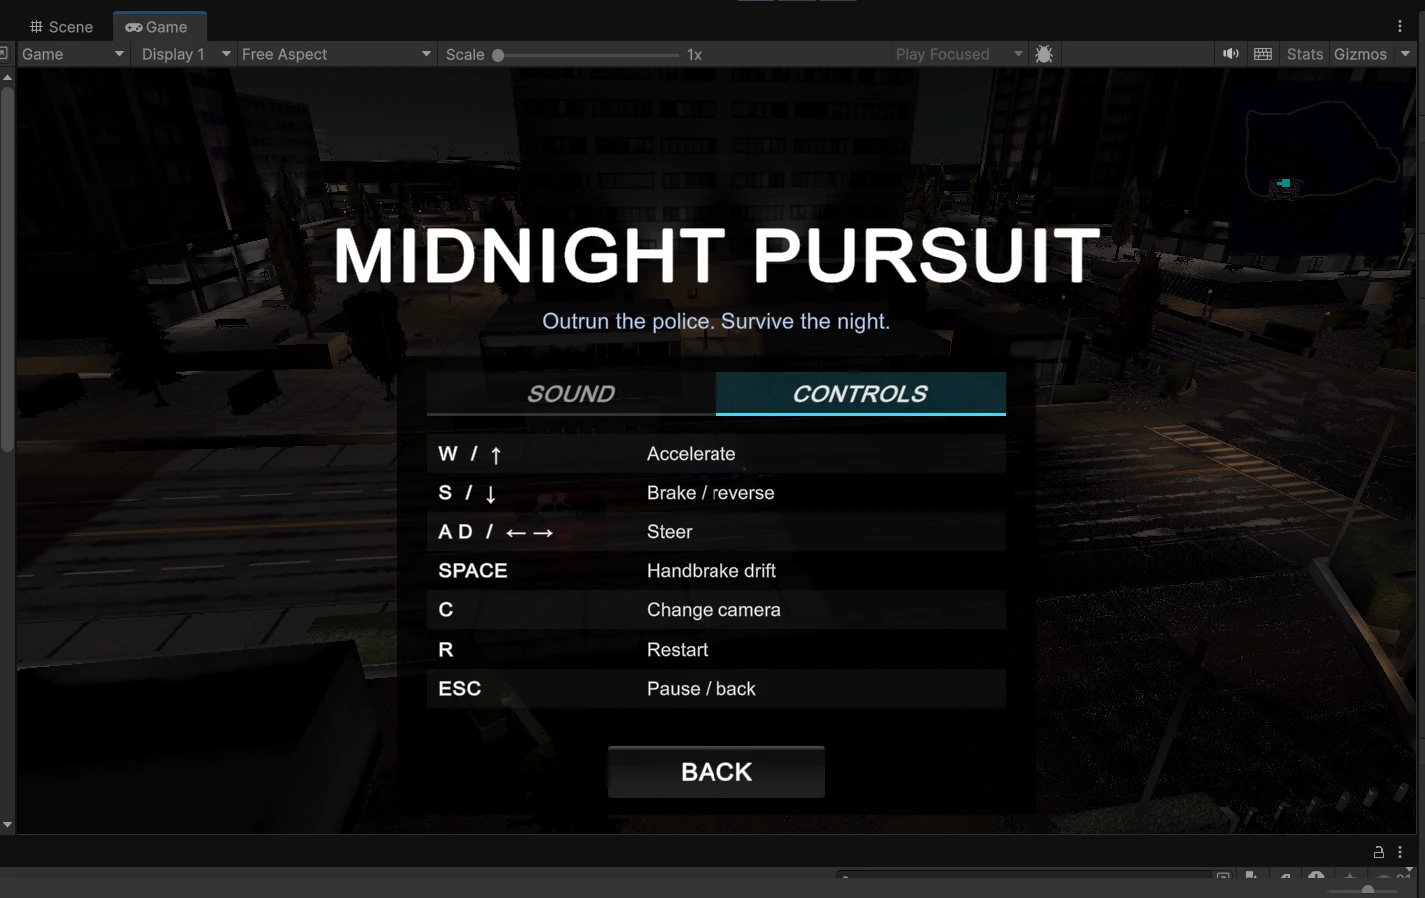 Scene
Game
Game
Display 1
Free Aspect
Scale
1x
Play Focused
Stats
Gizmos
MIDNIGHT PURSUIT
Outrun the police. Survive the night.
SOUND
CONTROLS
W / ↑ Accelerate
S / ↓ Brake / reverse
A D / ← → Steer
SPACE Handbrake drift
C Change camera
R Restart
ESC Pause / back
BACK